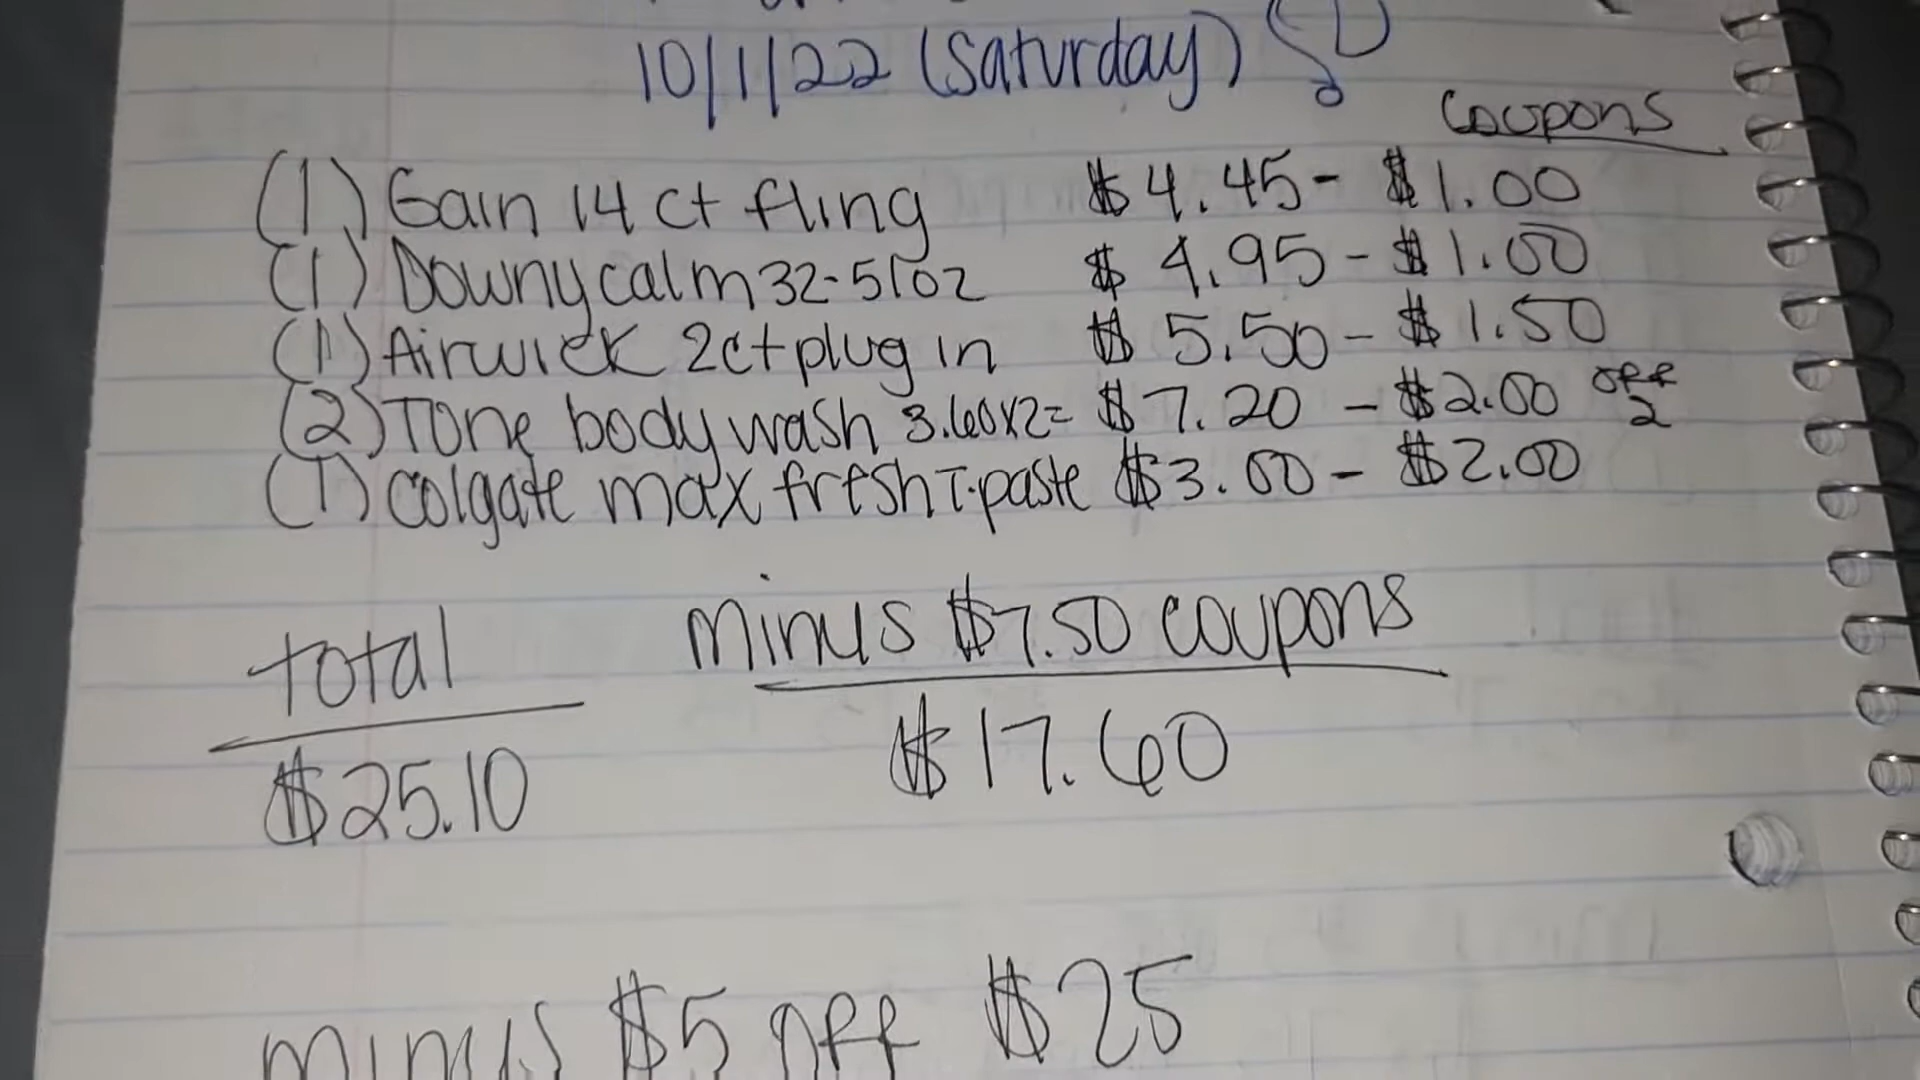 10/1/22 (Saturday)
Coupons
(1) Gain 14 ct fling $4.45 - $1.00
(1) Downy calm 32-51oz $4.95 - $1.00
(1) Airwick 2ct plug in $5.50 - $1.50
(2) Tone body wash 3.60x2= $7.20 - $2.00 off 2
(1) Colgate max fresh T-paste $3.00 - $2.00
total minus $7.50 coupons
$25.10 $17.60
minus $5 off $25